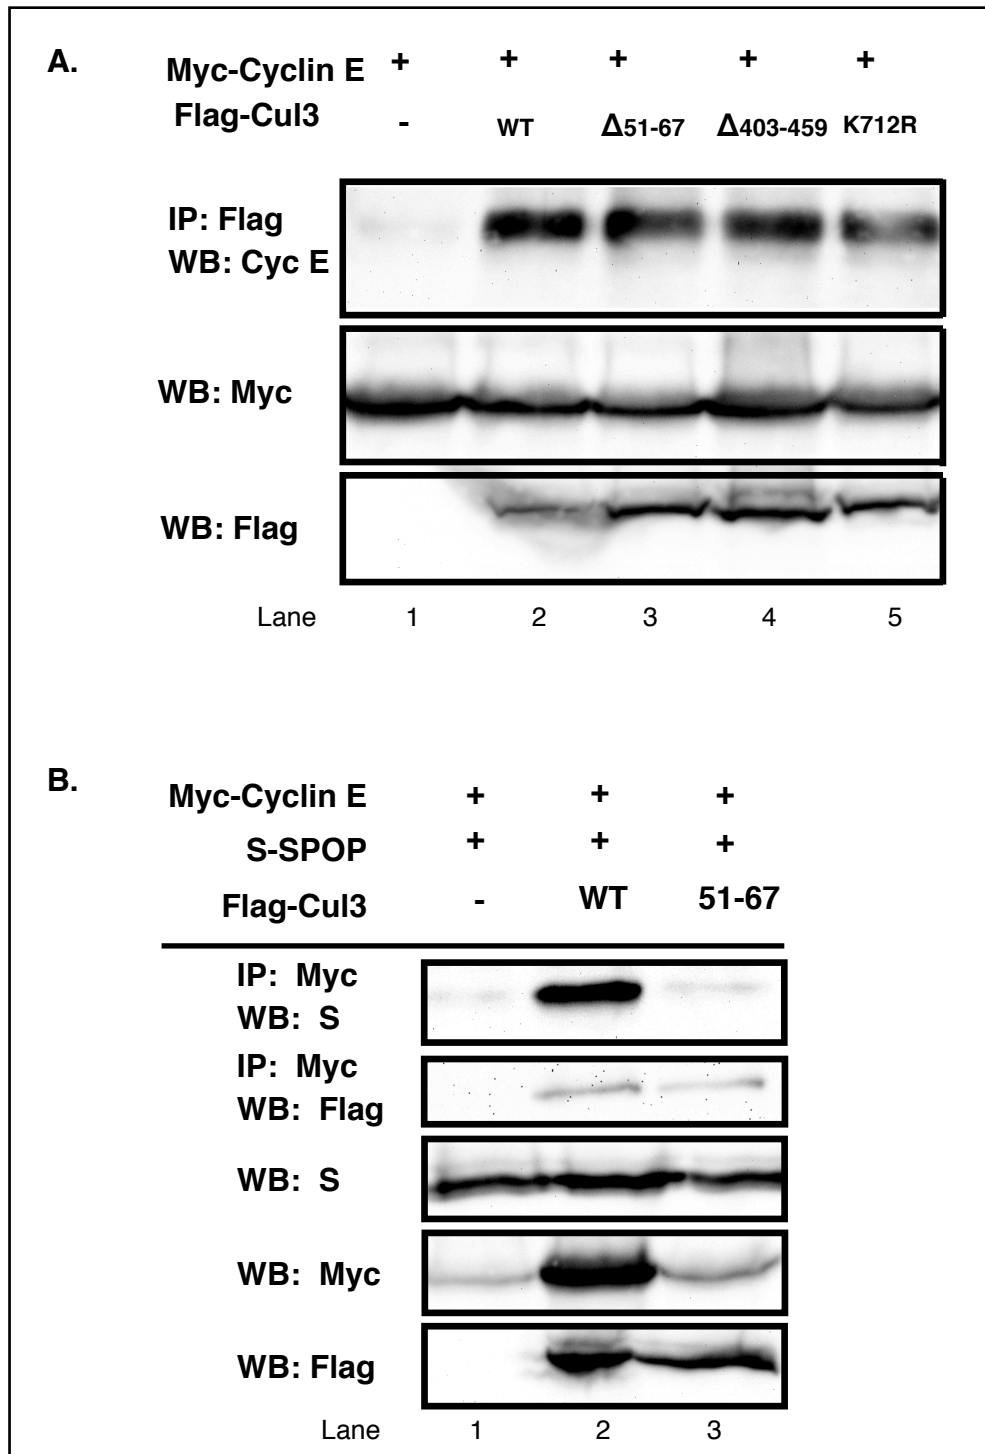 A.
Myc-Cyclin E + + + + +
Flag-Cul3 - WT Δ51-67 Δ403-459 K712R
IP: Flag
WB: Cyc E
WB: Myc
WB: Flag
Lane 1 2 3 4 5
B.
Myc-Cyclin E + + +
S-SPOP + + +
Flag-Cul3 - WT 51-67
IP: Myc
WB: S
IP: Myc
WB: Flag
WB: S
WB: Myc
WB: Flag
Lane 1 2 3